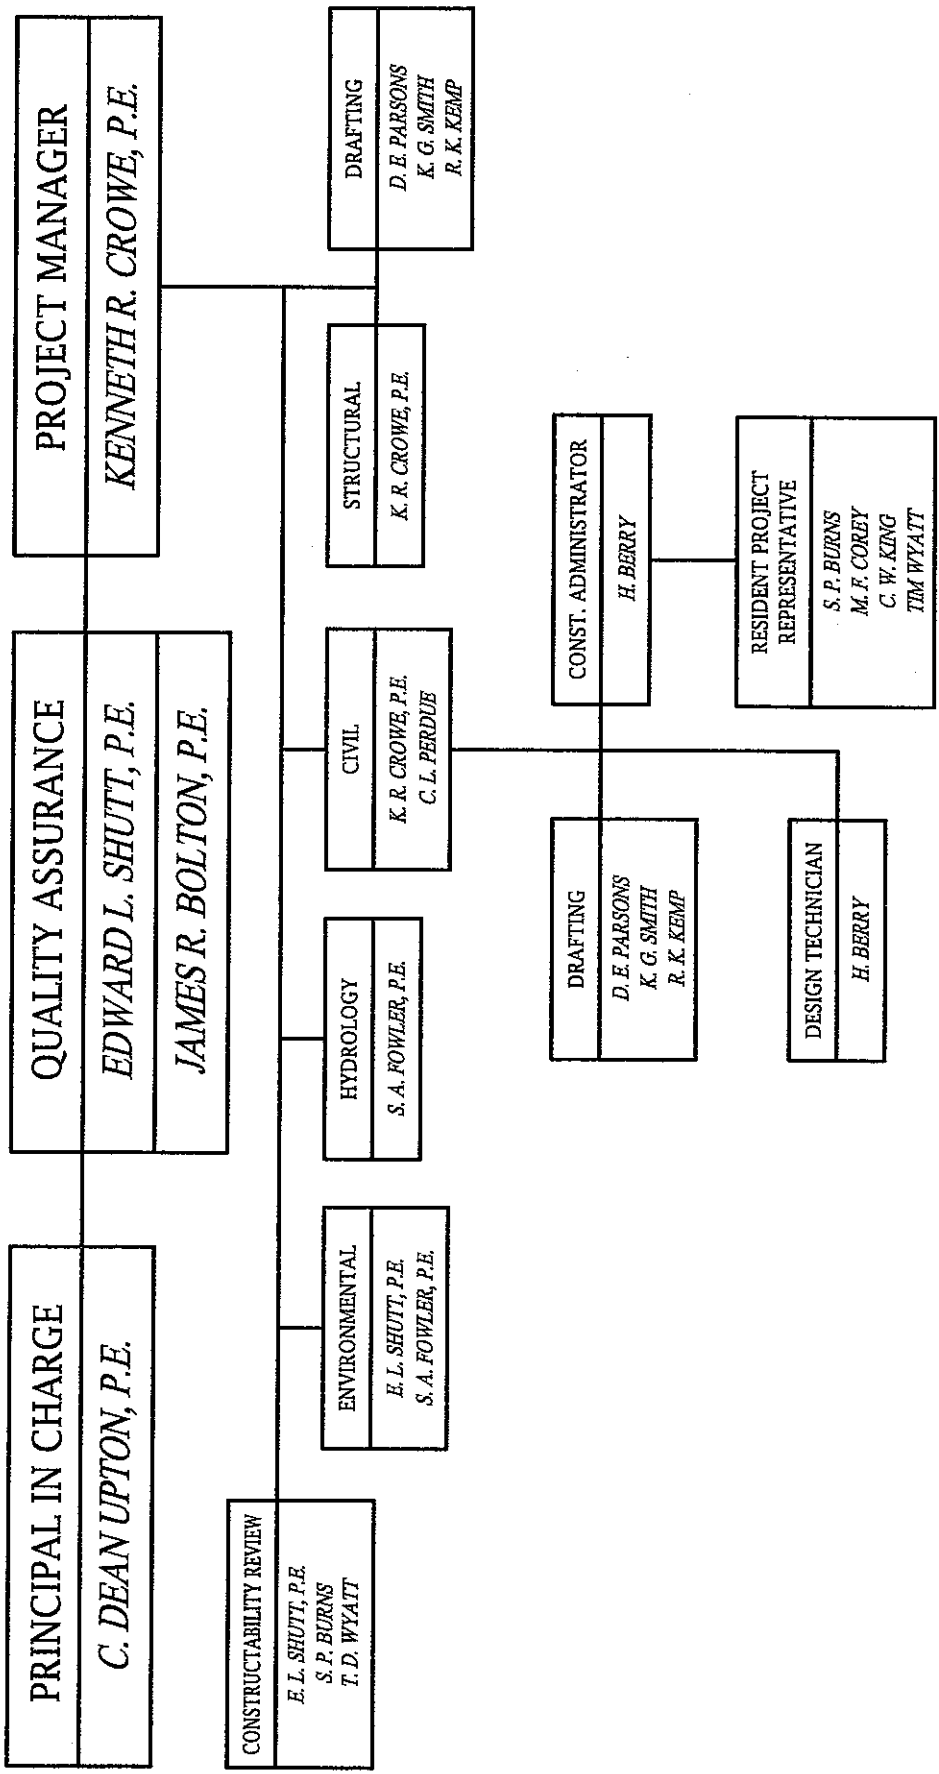 PRINCIPAL IN CHARGE
C. DEAN UPTON, P.E.
QUALITY ASSURANCE
EDWARD L. SHUTT, P.E.
JAMES R. BOLTON, P.E.
PROJECT MANAGER
KENNETH R. CROWE, P.E.
CONSTRUCTABILITY REVIEW
E. L. SHUTT, P.E.
S. P. BURNS
T. D. WYATT
ENVIRONMENTAL
E. L. SHUTT, P.E.
S. A. FOWLER, P.E.
HYDROLOGY
S. A. FOWLER, P.E.
CIVIL
K. R. CROWE, P.E.
C. L. PERDUE
STRUCTURAL
K. R. CROWE, P.E.
DRAFTING
D. E. PARSONS
K. G. SMITH
R. K. KEMP
DRAFTING
D. E. PARSONS
K. G. SMITH
R. K. KEMP
CONST. ADMINISTRATOR
H. BERRY
DESIGN TECHNICIAN
H. BERRY
RESIDENT PROJECT
REPRESENTATIVE
S. P. BURNS
M. F. COREY
C. W. KING
TIM WYATT